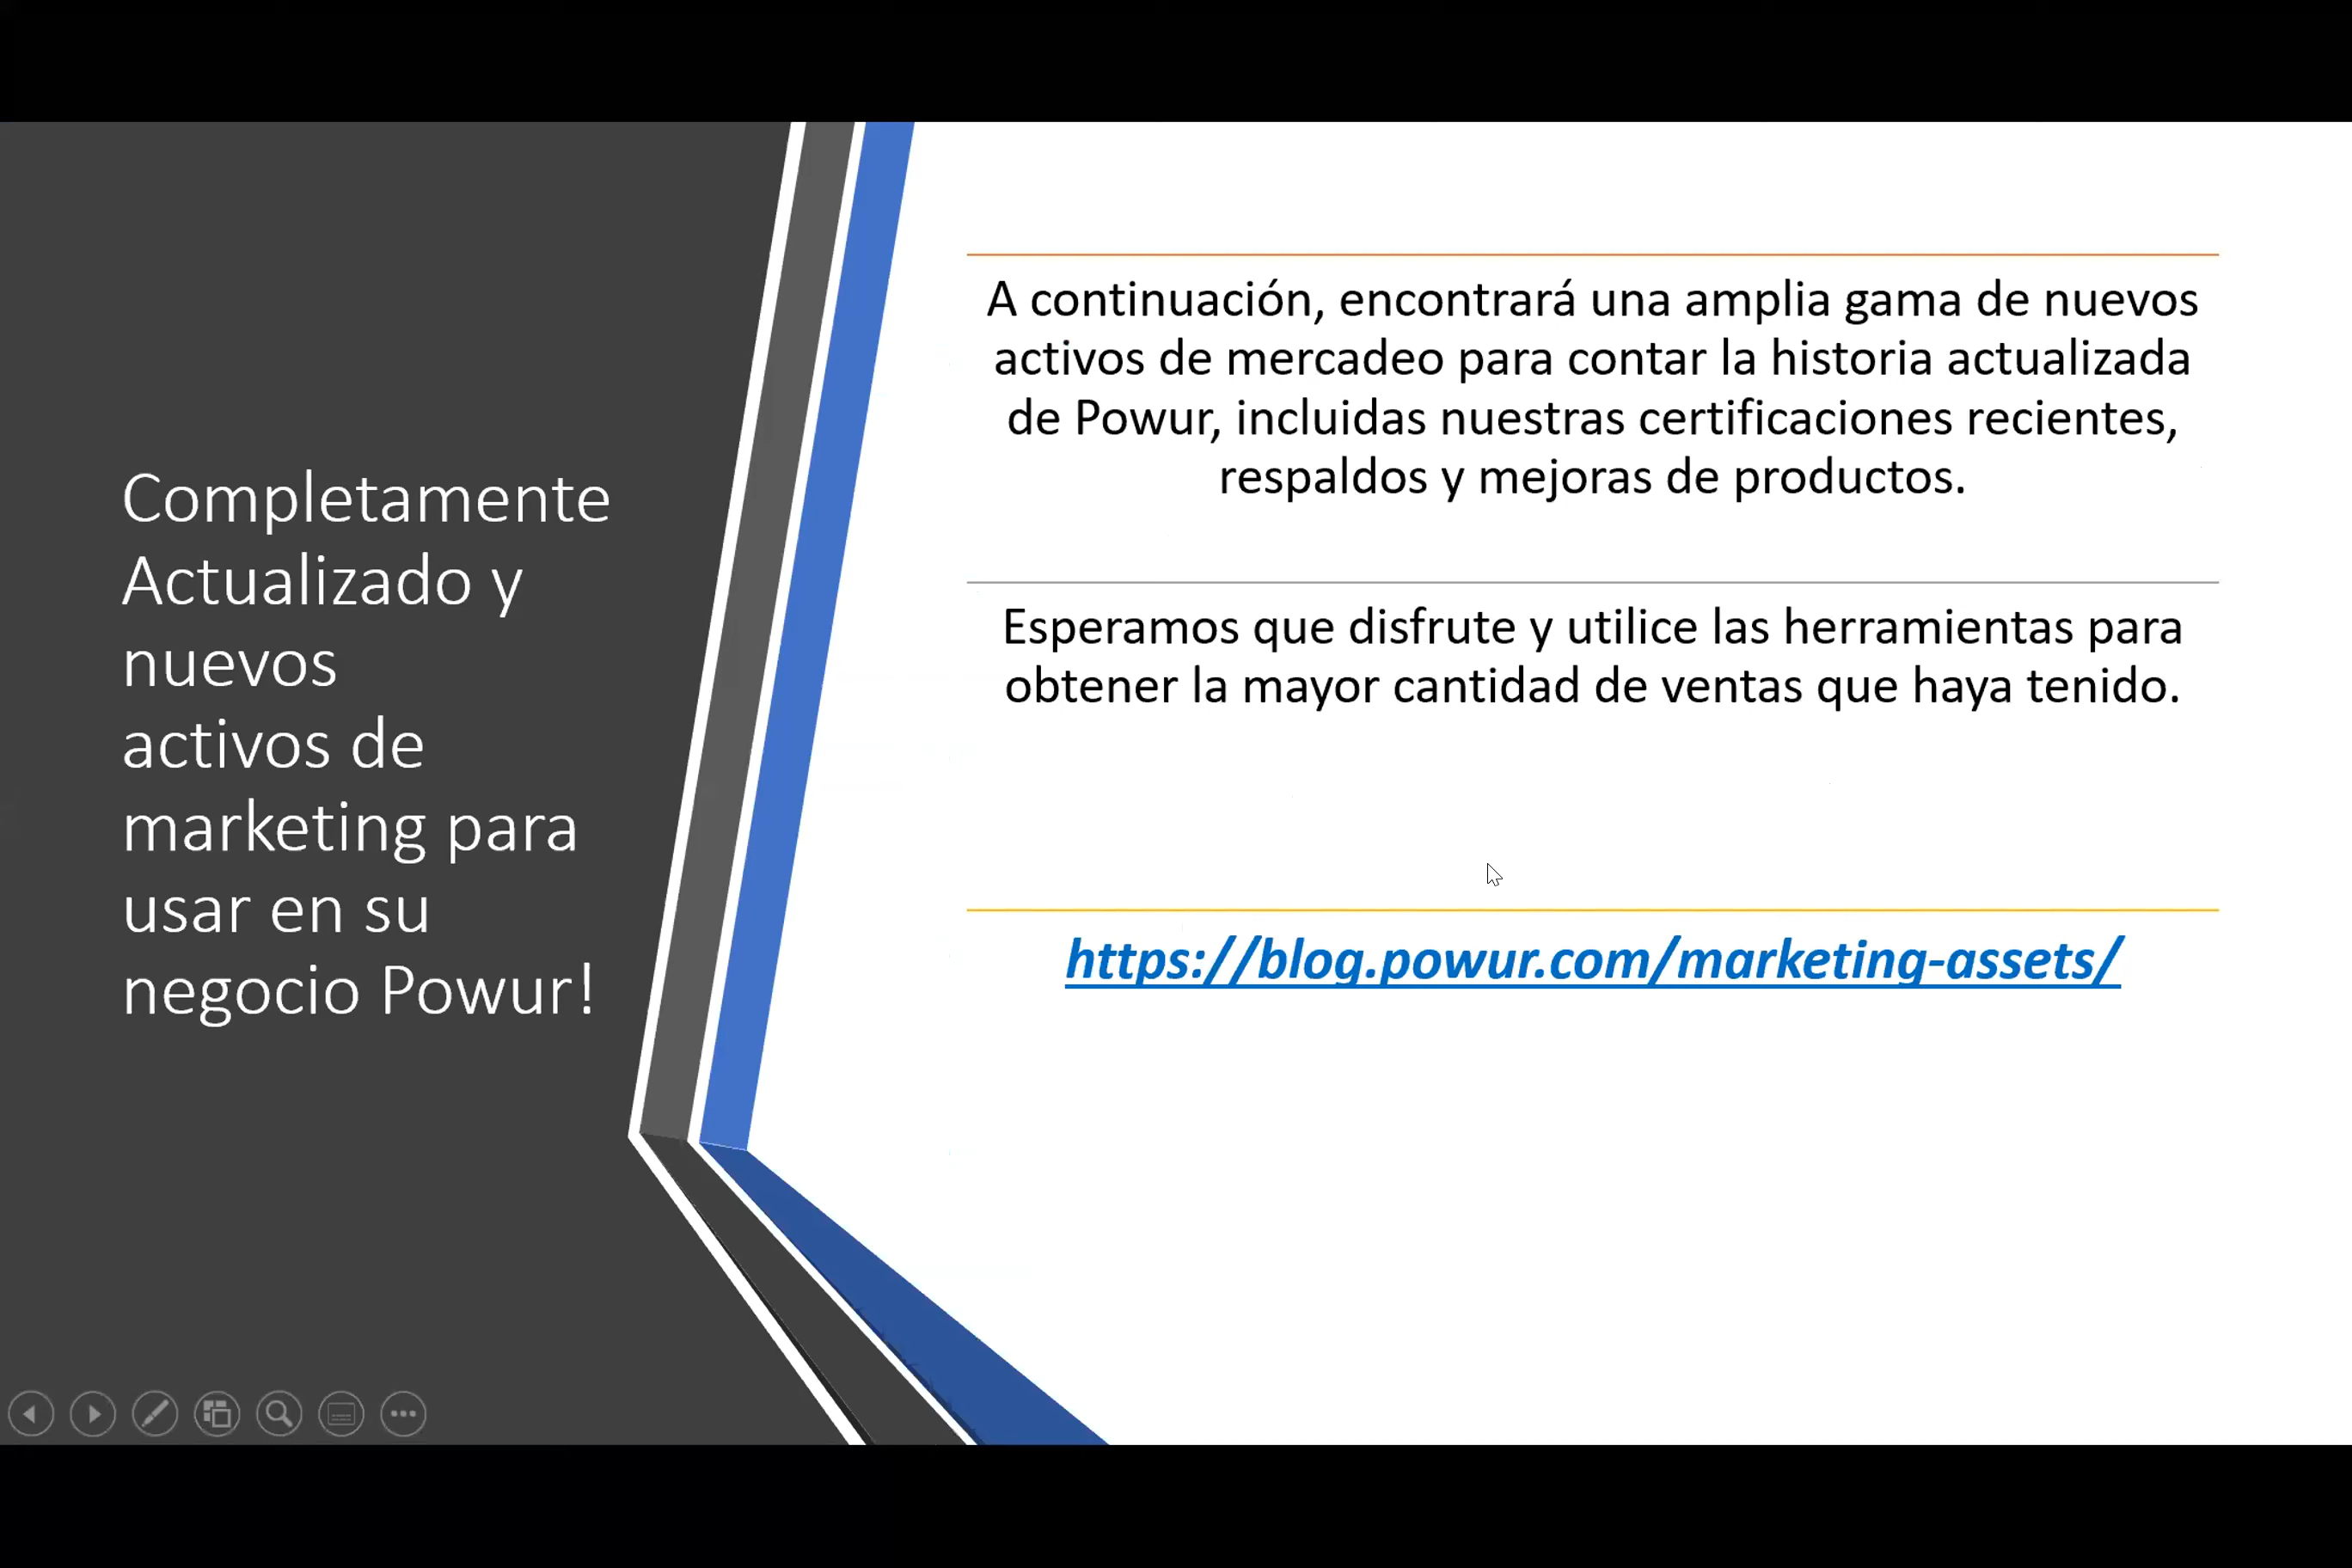 Completamente
Actualizado y
nuevos
activos de
marketing para
usar en su
negocio Powur!
A continuación, encontrará una amplia gama de nuevos
activos de mercadeo para contar la historia actualizada
de Powur, incluidas nuestras certificaciones recientes,
respaldos y mejoras de productos.
Esperamos que disfrute y utilice las herramientas para
obtener la mayor cantidad de ventas que haya tenido.
https://blog.powur.com/marketing-assets/